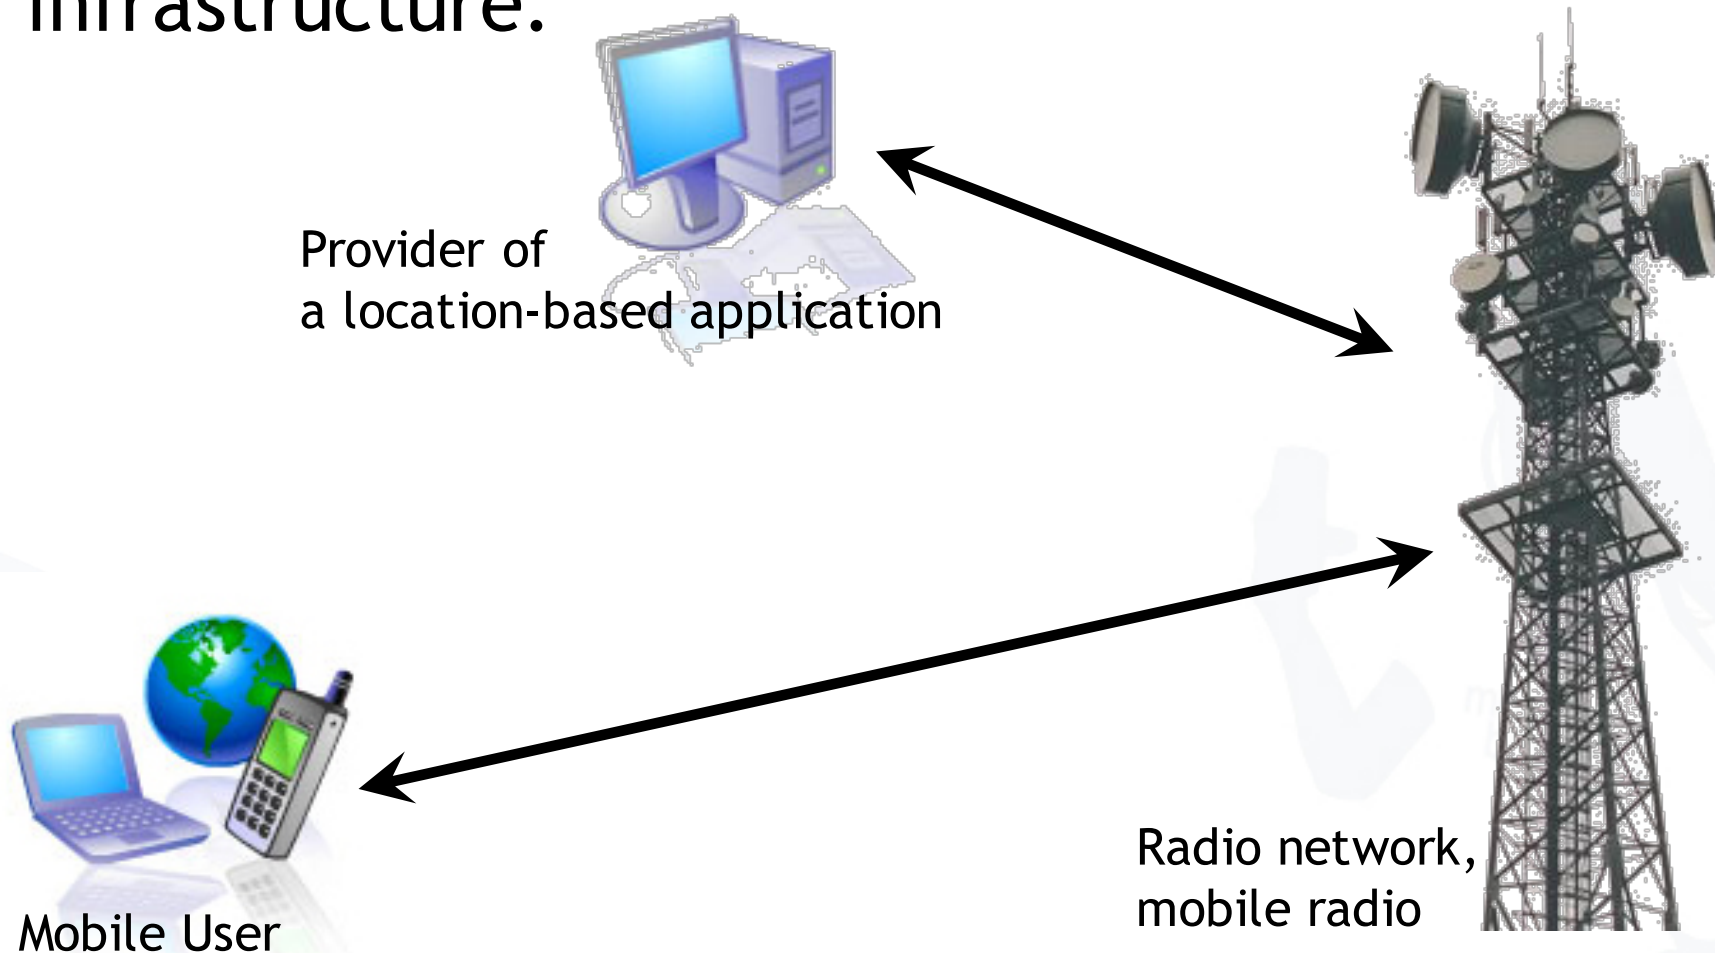 infrastructure.
Provider of
a location-based application
Radio network,
mobile radio
Mobile User